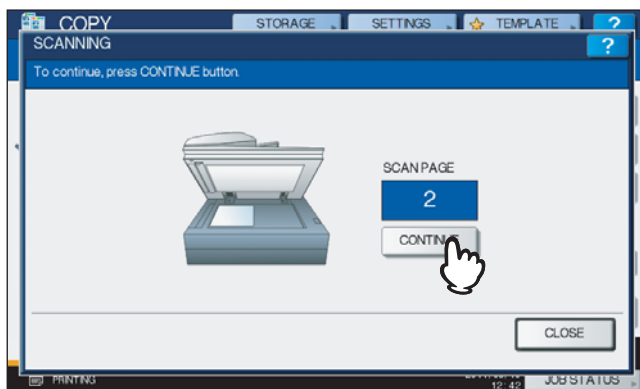 COPY STORAGE SETTINGS TEMPLATE ?
SCANNING ?
To continue, press CONTINUE button.
SCAN PAGE
2
CONTINUE
CLOSE
PRINTING 12:42 JOB STATUS